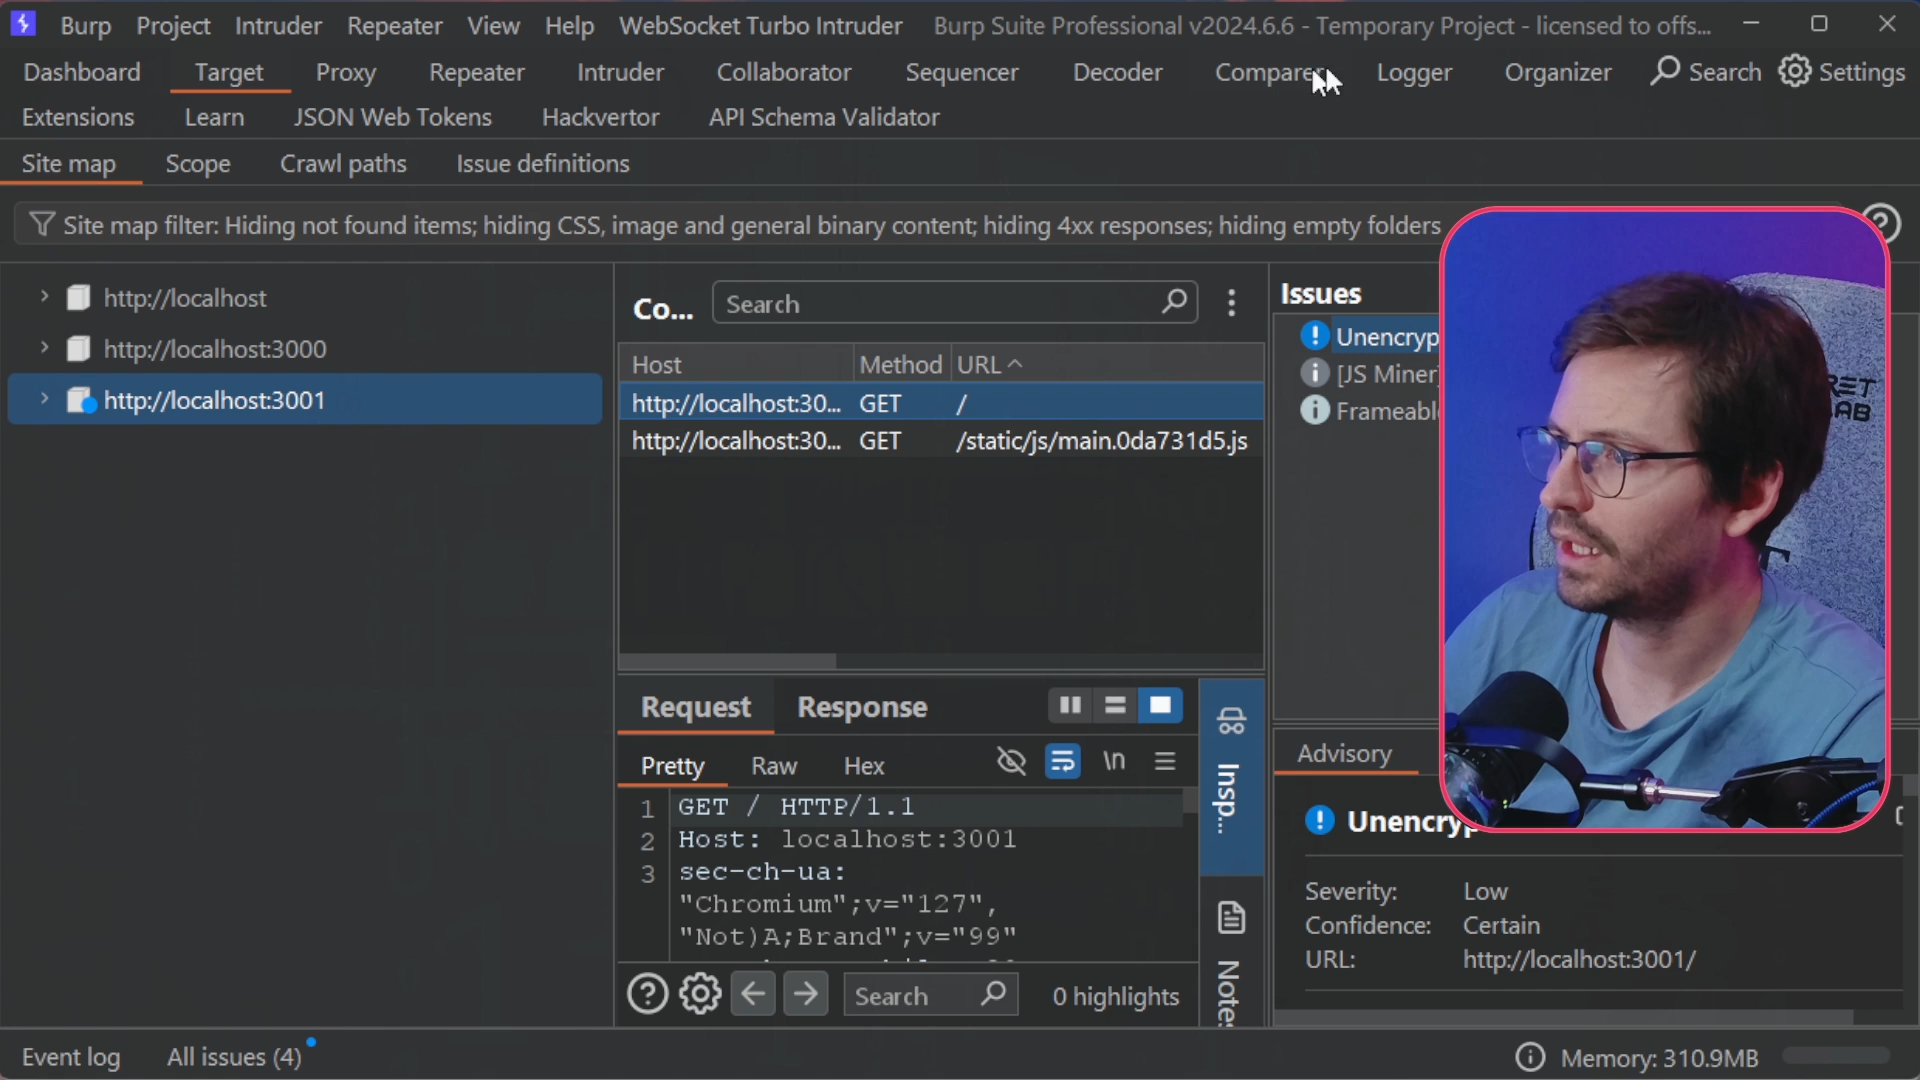 Burp Project Intruder Repeater View Help WebSocket Turbo Intruder Burp Suite Professional v2024.6.6 - Temporary Project - licensed to offs...
Dashboard Target Proxy Repeater Intruder Collaborator Sequencer Decoder Comparer Logger Organizer Search Settings
Extensions Learn JSON Web Tokens Hackvertor API Schema Validator
Site map Scope Crawl paths Issue definitions
Site map filter: Hiding not found items; hiding CSS, image and general binary content; hiding 4xx responses; hiding empty folders
http://localhost
http://localhost:3000
http://localhost:3001
Co... Search
Host Method URL
http://localhost:30... GET /
http://localhost:30... GET /static/js/main.0da731d5.js
Issues
Unencryp
[JS Miner]
Frameabl
Request Response
Pretty Raw Hex \n
1 GET / HTTP/1.1
2 Host: localhost:3001
3 sec-ch-ua:
"Chromium";v="127",
"Not)A;Brand";v="99"
Insp...
Notes
Search 0 highlights
Advisory
Unencryp
Severity: Low
Confidence: Certain
URL: http://localhost:3001/
Event log All issues (4) Memory: 310.9MB